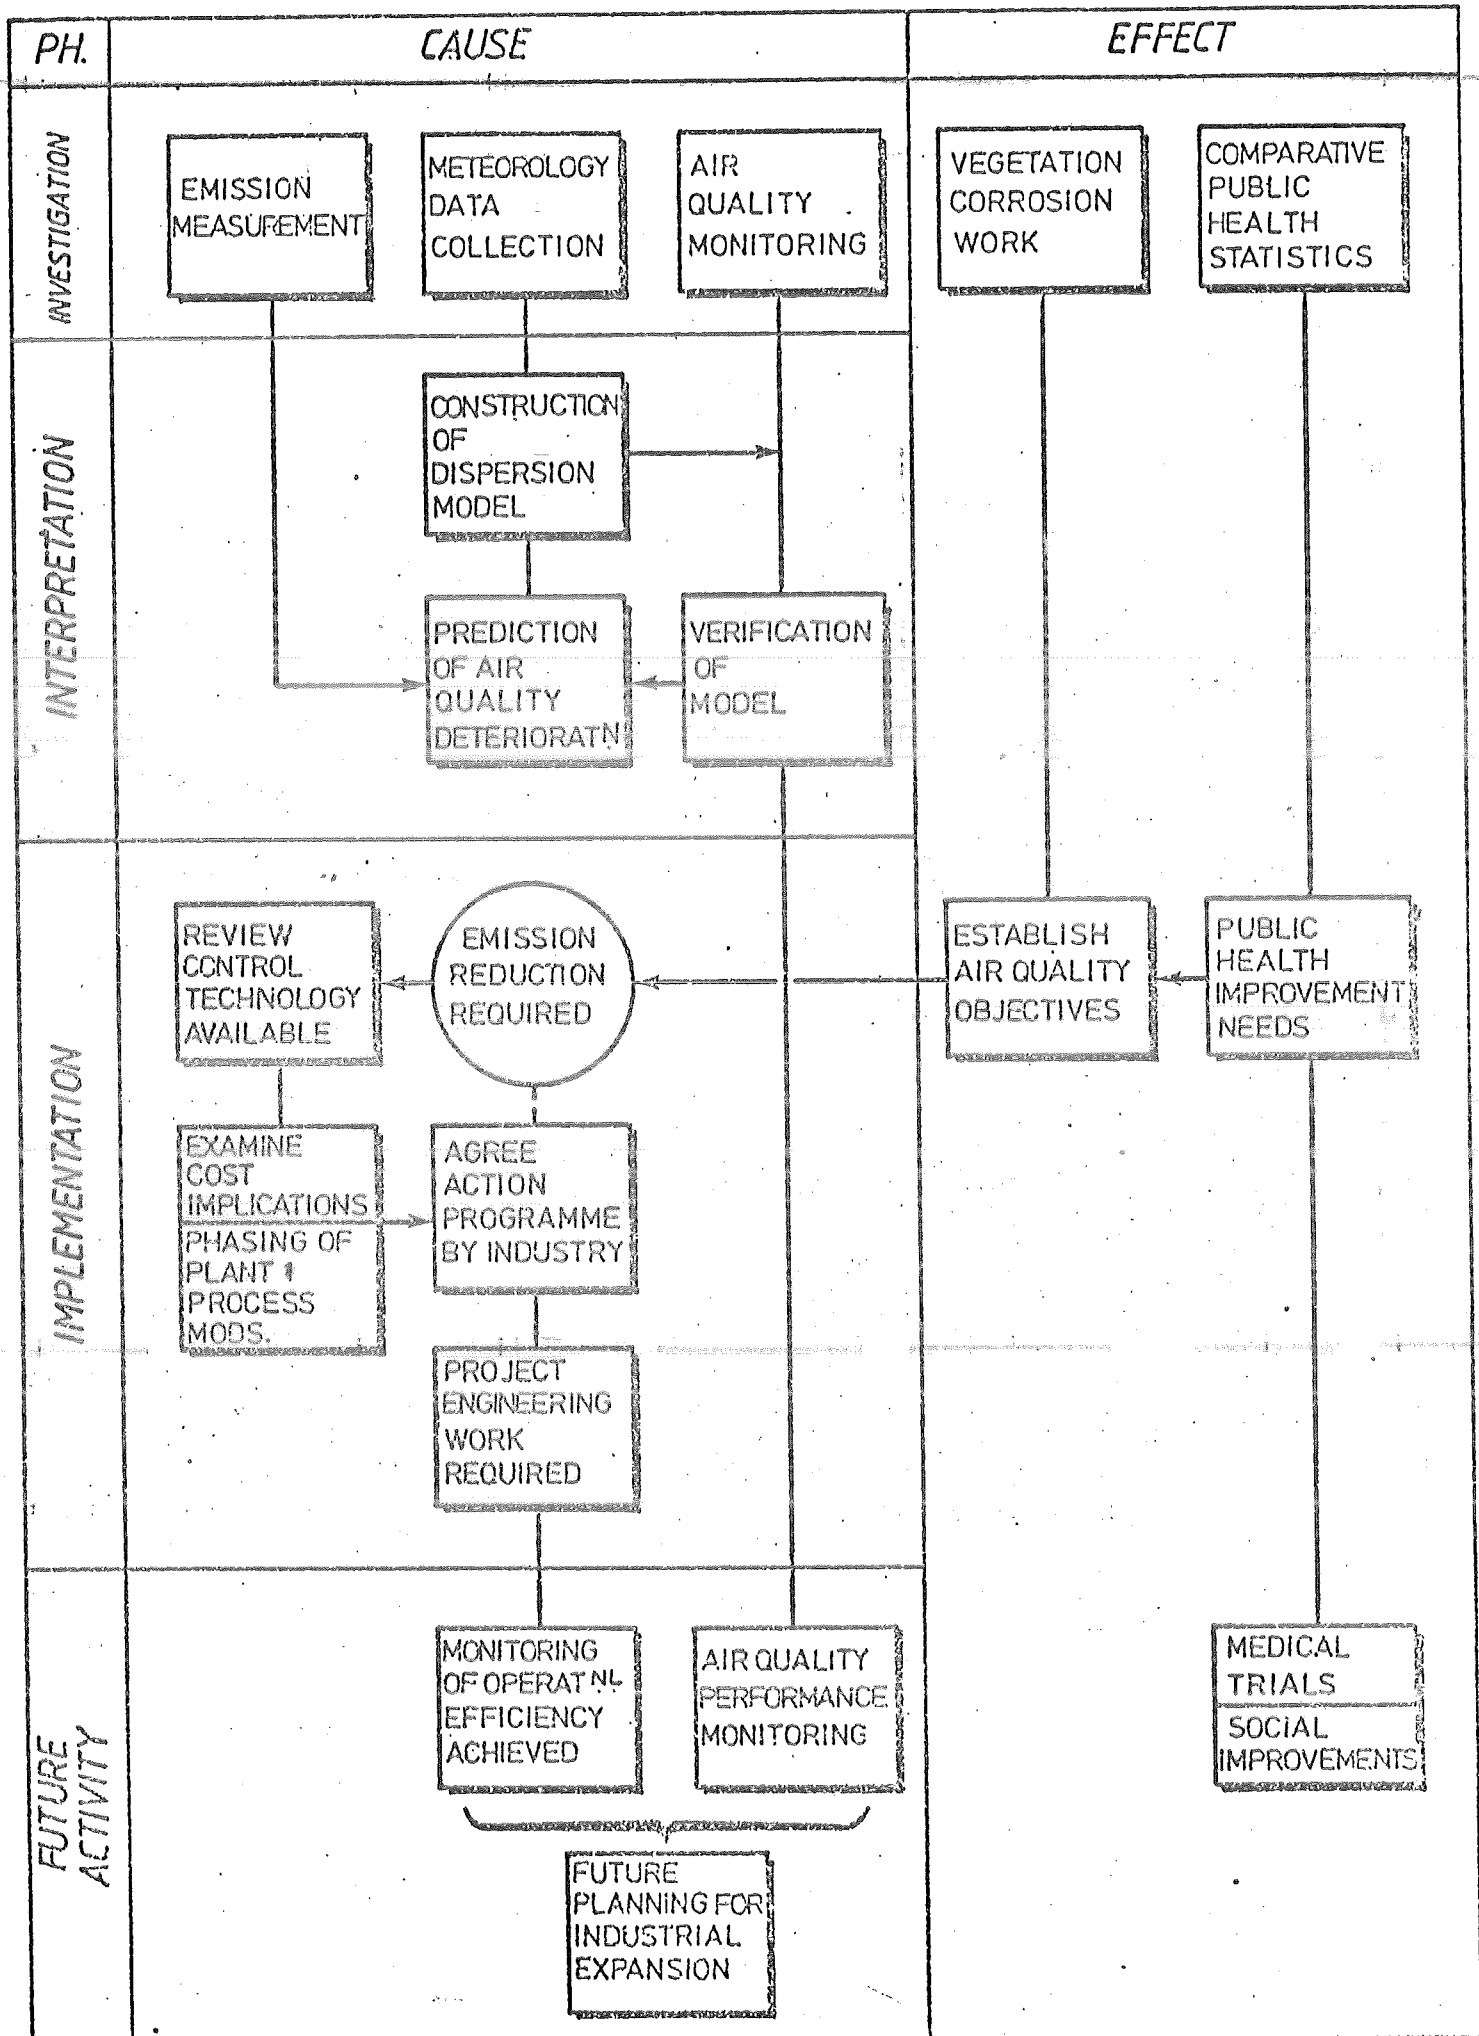 PH.
CAUSE
EFFECT
INVESTIGATION
EMISSION
MEASUREMENT
METEOROLOGY
DATA
COLLECTION
AIR
QUALITY
MONITORING
VEGETATION
CORROSION
WORK
COMPARATIVE
PUBLIC
HEALTH
STATISTICS
INTERPRETATION
CONSTRUCTION
OF
DISPERSION
MODEL
PREDICTION
OF AIR
QUALITY
DETERIORATN
VERIFICATION
OF
MODEL
IMPLEMENTATION
REVIEW
CONTROL
TECHNOLOGY
AVAILABLE
EMISSION
REDUCTION
REQUIRED
ESTABLISH
AIR QUALITY
OBJECTIVES
PUBLIC
HEALTH
IMPROVEMENT
NEEDS
EXAMINE
COST
IMPLICATIONS
PHASING OF
PLANT
PROCESS
MODS.
AGREE
ACTION
PROGRAMME
BY INDUSTRY
PROJECT
ENGINEERING
WORK
REQUIRED
FUTURE
ACTIVITY
MONITORING
OF OPERATNL
EFFICIENCY
ACHIEVED
AIR QUALITY
PERFORMANCE
MONITORING
MEDICAL
TRIALS
SOCIAL
IMPROVEMENTS
FUTURE
PLANNING FOR
INDUSTRIAL
EXPANSION